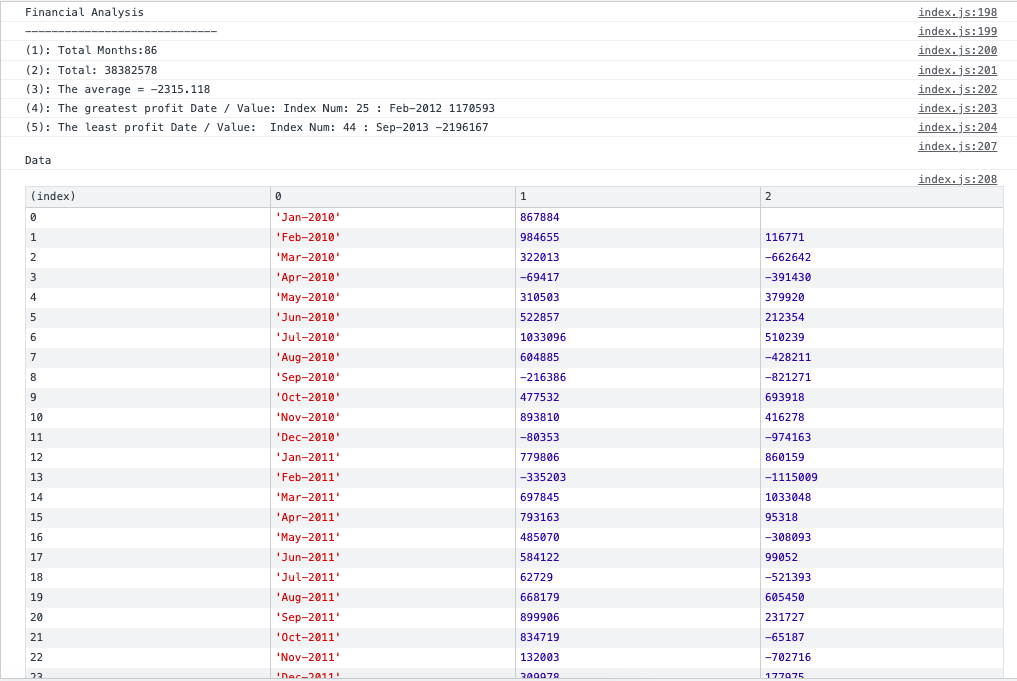 Financial Analysis index.js:198
----------------------------- index.js:199
(1): Total Months:86 index.js:200
(2): Total: 38382578 index.js:201
(3): The average = -2315.118 index.js:202
(4): The greatest profit Date / Value: Index Num: 25 : Feb-2012 1170593 index.js:203
(5): The least profit Date / Value:  Index Num: 44 : Sep-2013 -2196167 index.js:204
index.js:207
Data
index.js:208
(index) 0 1 2
0 'Jan-2010' 867884
1 'Feb-2010' 984655 116771
2 'Mar-2010' 322013 -662642
3 'Apr-2010' -69417 -391430
4 'May-2010' 310503 379920
5 'Jun-2010' 522857 212354
6 'Jul-2010' 1033096 510239
7 'Aug-2010' 604885 -428211
8 'Sep-2010' -216386 -821271
9 'Oct-2010' 477532 693918
10 'Nov-2010' 893810 416278
11 'Dec-2010' -80353 -974163
12 'Jan-2011' 779806 860159
13 'Feb-2011' -335203 -1115009
14 'Mar-2011' 697845 1033048
15 'Apr-2011' 793163 95318
16 'May-2011' 485070 -308093
17 'Jun-2011' 584122 99052
18 'Jul-2011' 62729 -521393
19 'Aug-2011' 668179 605450
20 'Sep-2011' 899906 231727
21 'Oct-2011' 834719 -65187
22 'Nov-2011' 132003 -702716
23 'Dec-2011' 309978 177975